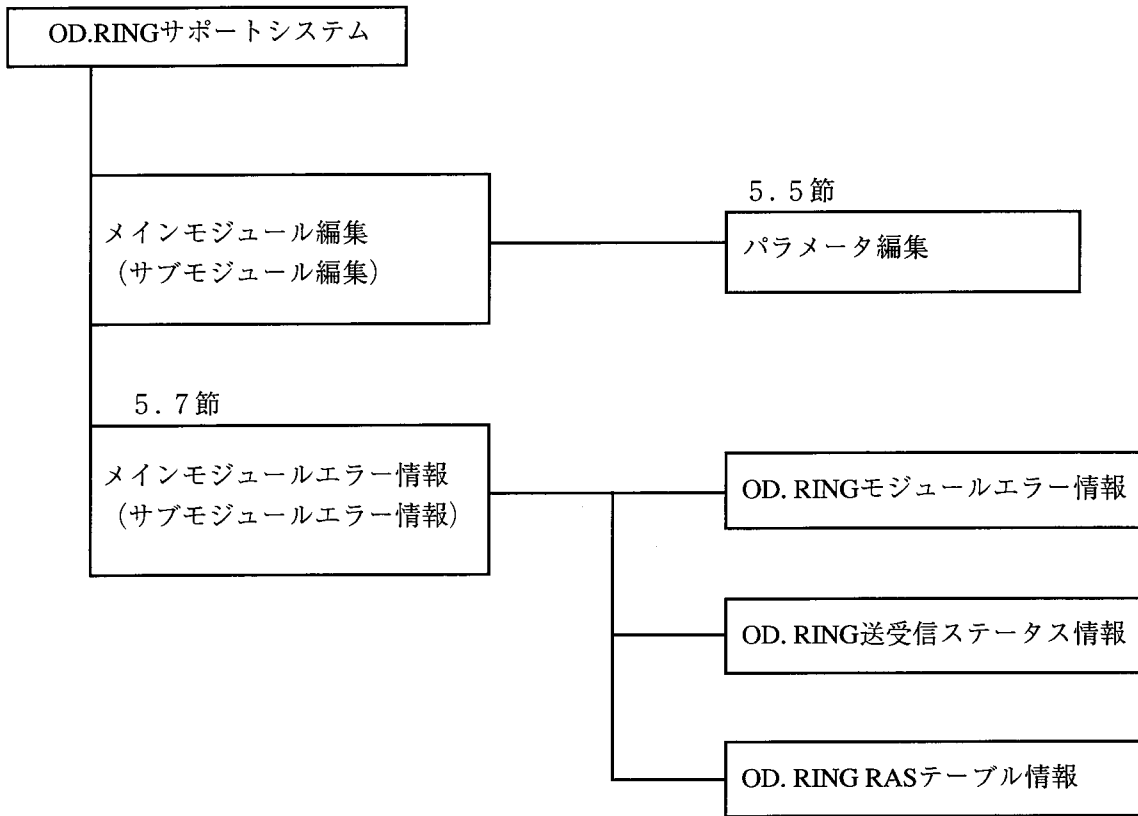 OD.RINGサポートシステム
メインモジュール編集
(サブモジュール編集)
5.5節
パラメータ編集
5.7節
メインモジュールエラー情報
(サブモジュールエラー情報)
OD. RINGモジュールエラー情報
OD. RING送受信ステータス情報
OD. RING RASテーブル情報